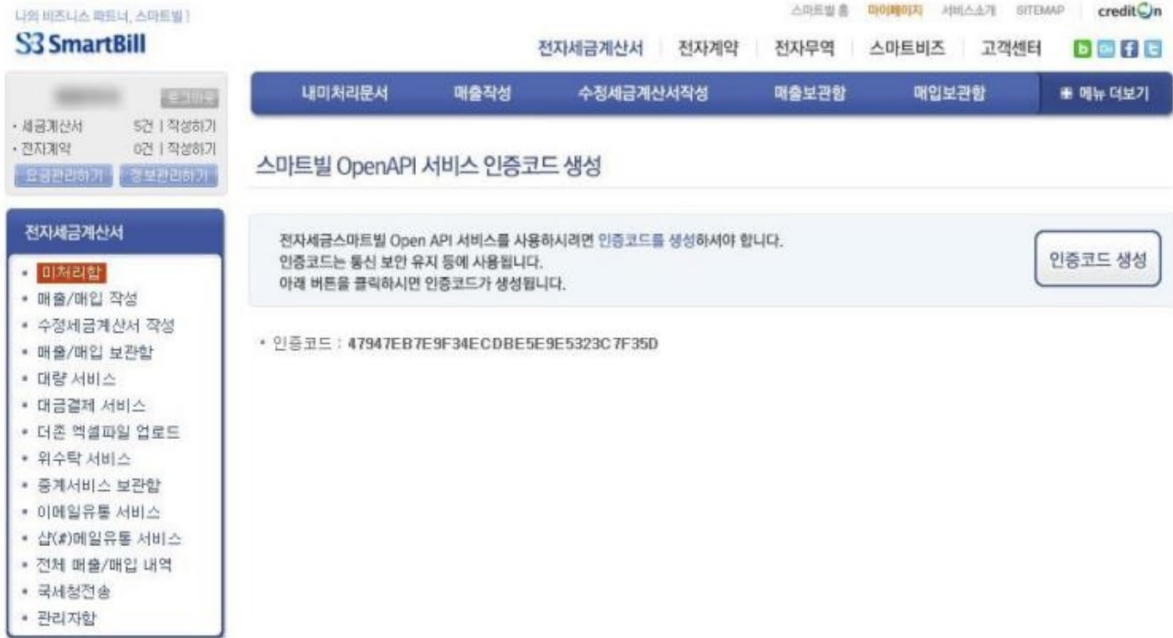 나의 비즈니스 파트너, 스마트빌!
스마트빌 홈 마이페이지 서비스소개 SITEMAP creditOn
SmartBill
전자세금계산서 전자계약 전자무역 스마트비즈 고객센터
로그아웃
내미처리문서 매출작성 수정세금계산서작성 매출보관함 매입보관함 메뉴 더보기
• 세금계산서 5건 | 작성하기
• 전자계약 0건 | 작성하기
요금관리하기 정보관리하기
스마트빌 OpenAPI 서비스 인증코드 생성
전자세금계산서
전자세금스마트빌 Open API 서비스를 사용하시려면 인증코드를 생성하셔야 합니다.
인증코드는 통신 보안 유지 등에 사용됩니다.
아래 버튼을 클릭하시면 인증코드가 생성됩니다.
인증코드 생성
• 인증코드 : 47947EB7E9F34ECDBE5E9E5323C7F35D
• 미처리함
• 매출/매입 작성
• 수정세금계산서 작성
• 매출/매입 보관함
• 대량 서비스
• 대금결제 서비스
• 더존 엑셀파일 업로드
• 위수탁 서비스
• 중계서비스 보관함
• 이메일유통 서비스
• 샵(#)메일유통 서비스
• 전체 매출/매입 내역
• 국세청전송
• 관리자함